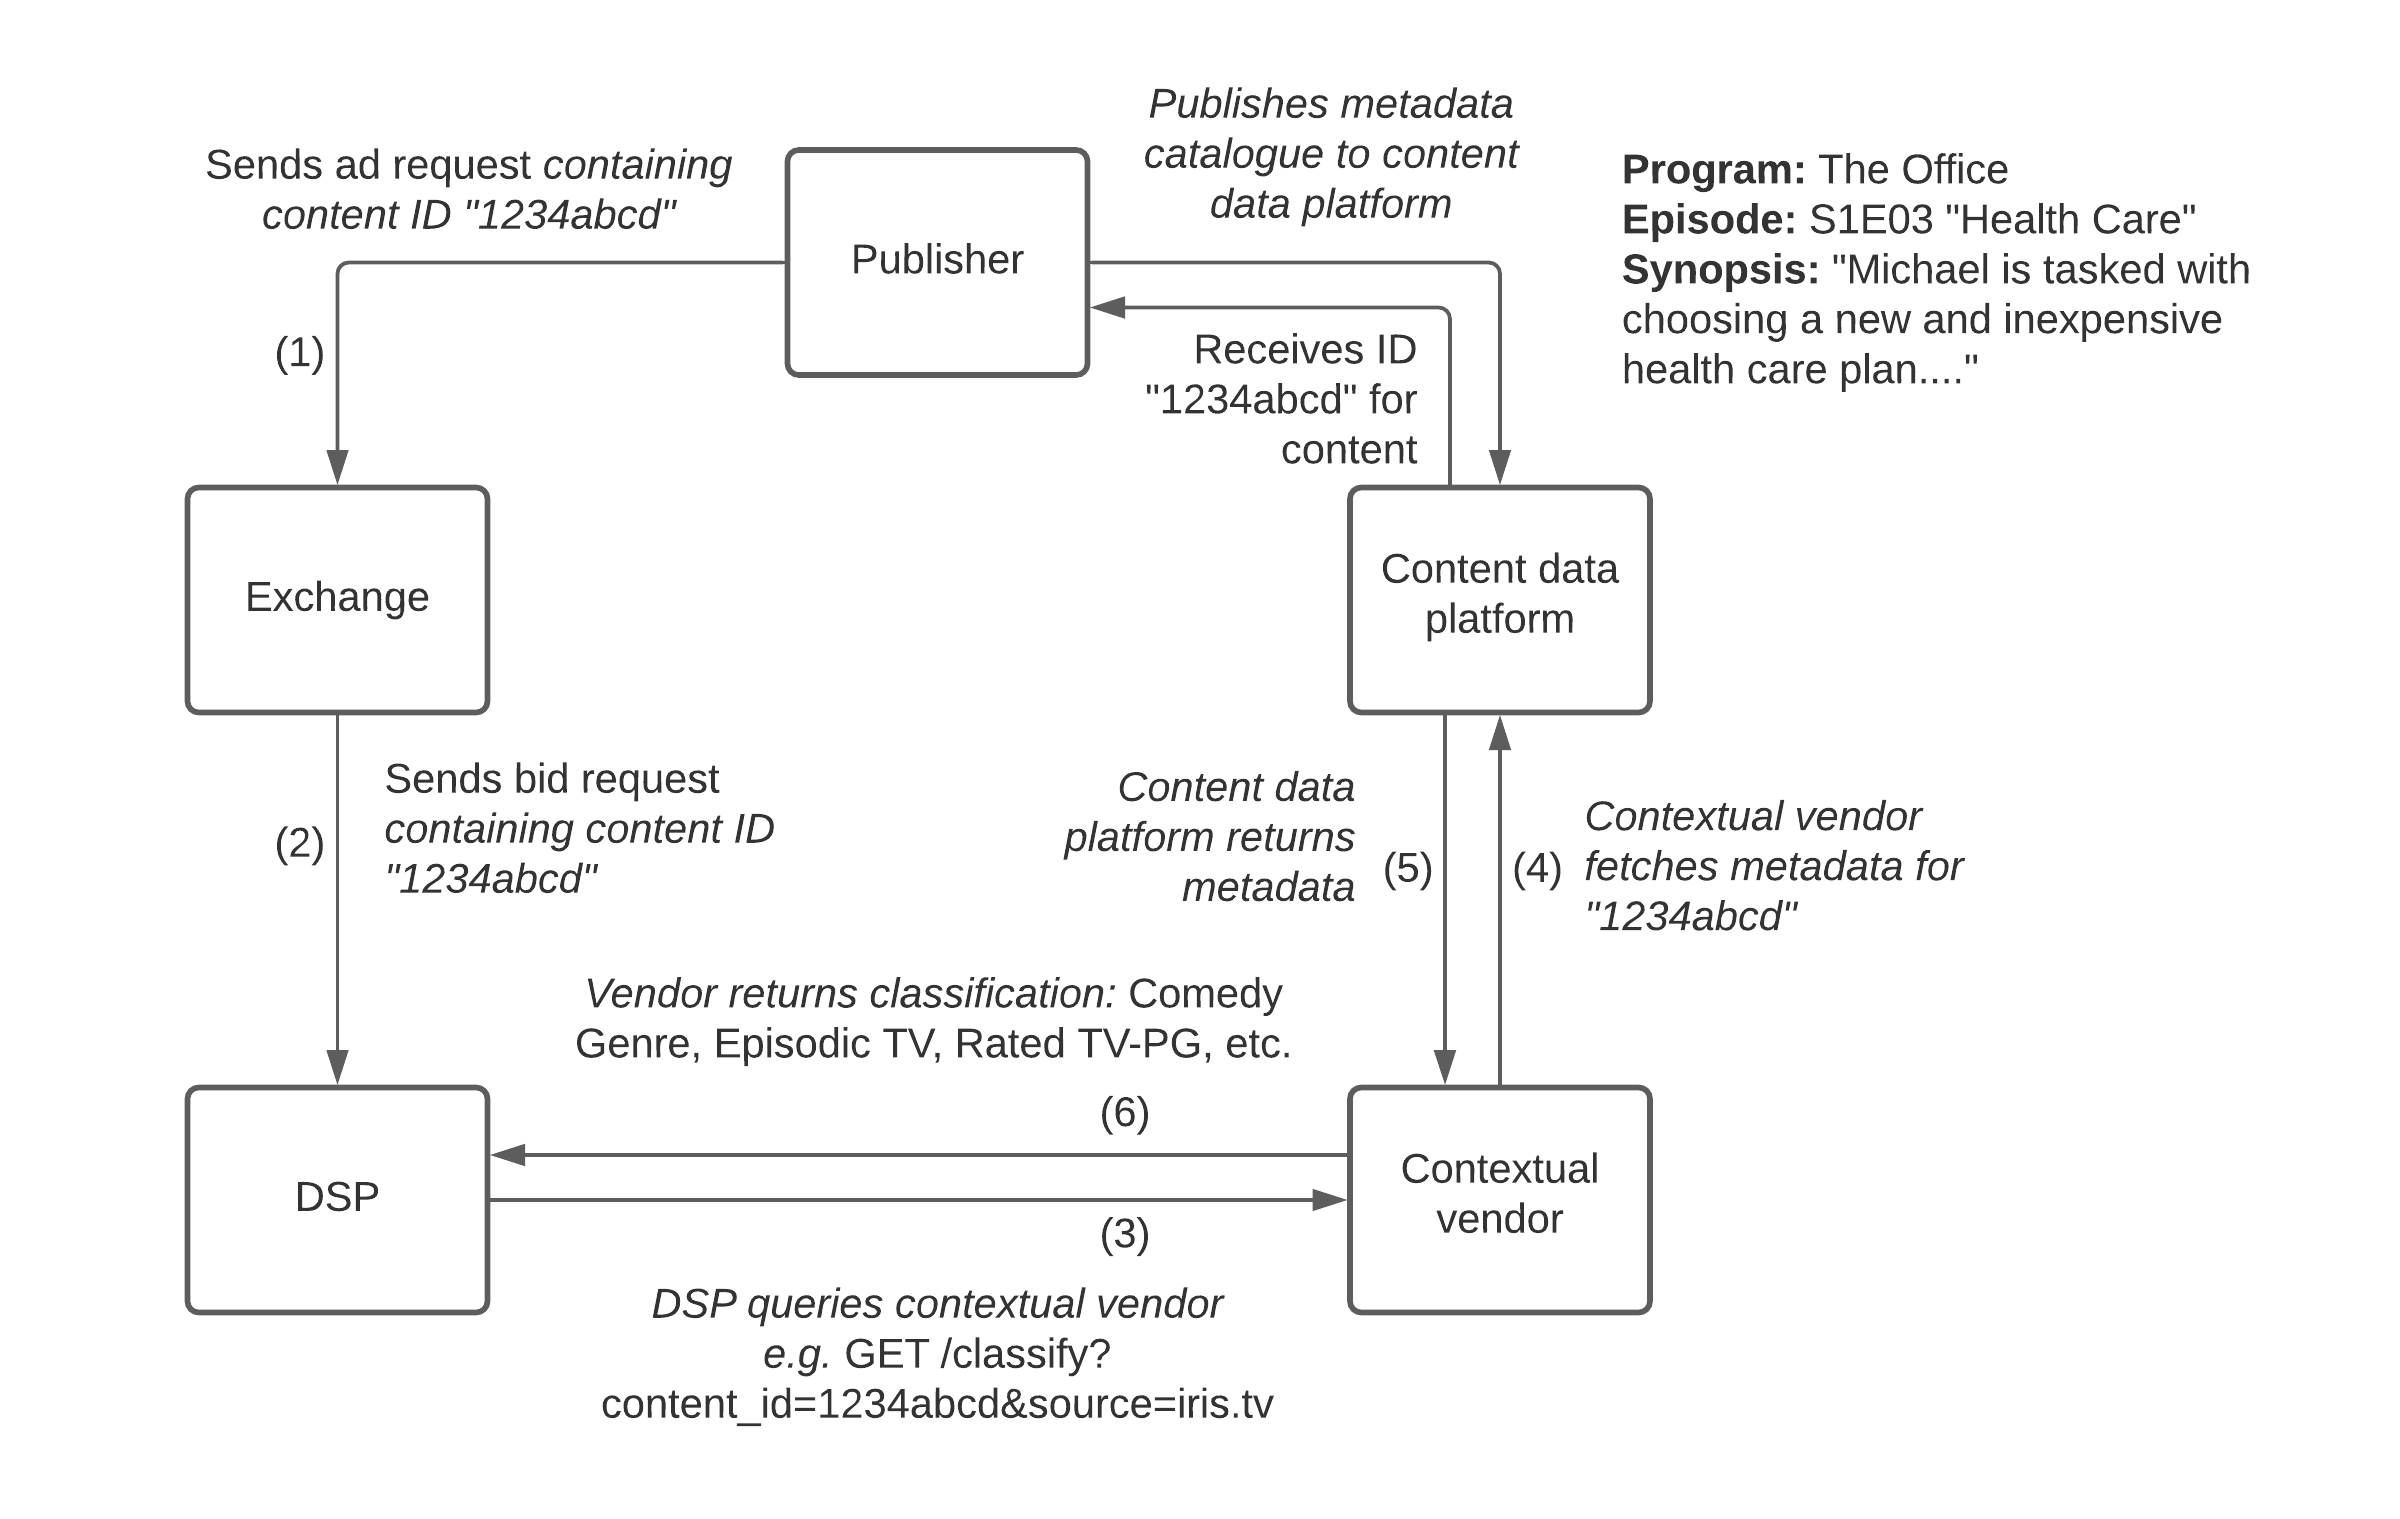 Publishes metadata
catalogue to content
data platform
Sends ad request containing
content ID "1234abcd"
Publisher
Program: The Office
Episode: S1E03 "Health Care"
Synopsis: "Michael is tasked with
choosing a new and inexpensive
health care plan...."
(1)
Receives ID
"1234abcd" for
content
Exchange
Content data
platform
(2)
Sends bid request
containing content ID
"1234abcd"
Content data
platform returns
metadata
(5)
(4)
Contextual vendor
fetches metadata for
"1234abcd"
Vendor returns classification: Comedy
Genre, Episodic TV, Rated TV-PG, etc.
(6)
DSP
Contextual
vendor
(3)
DSP queries contextual vendor
e.g. GET /classify?
content_id=1234abcd&source=iris.tv